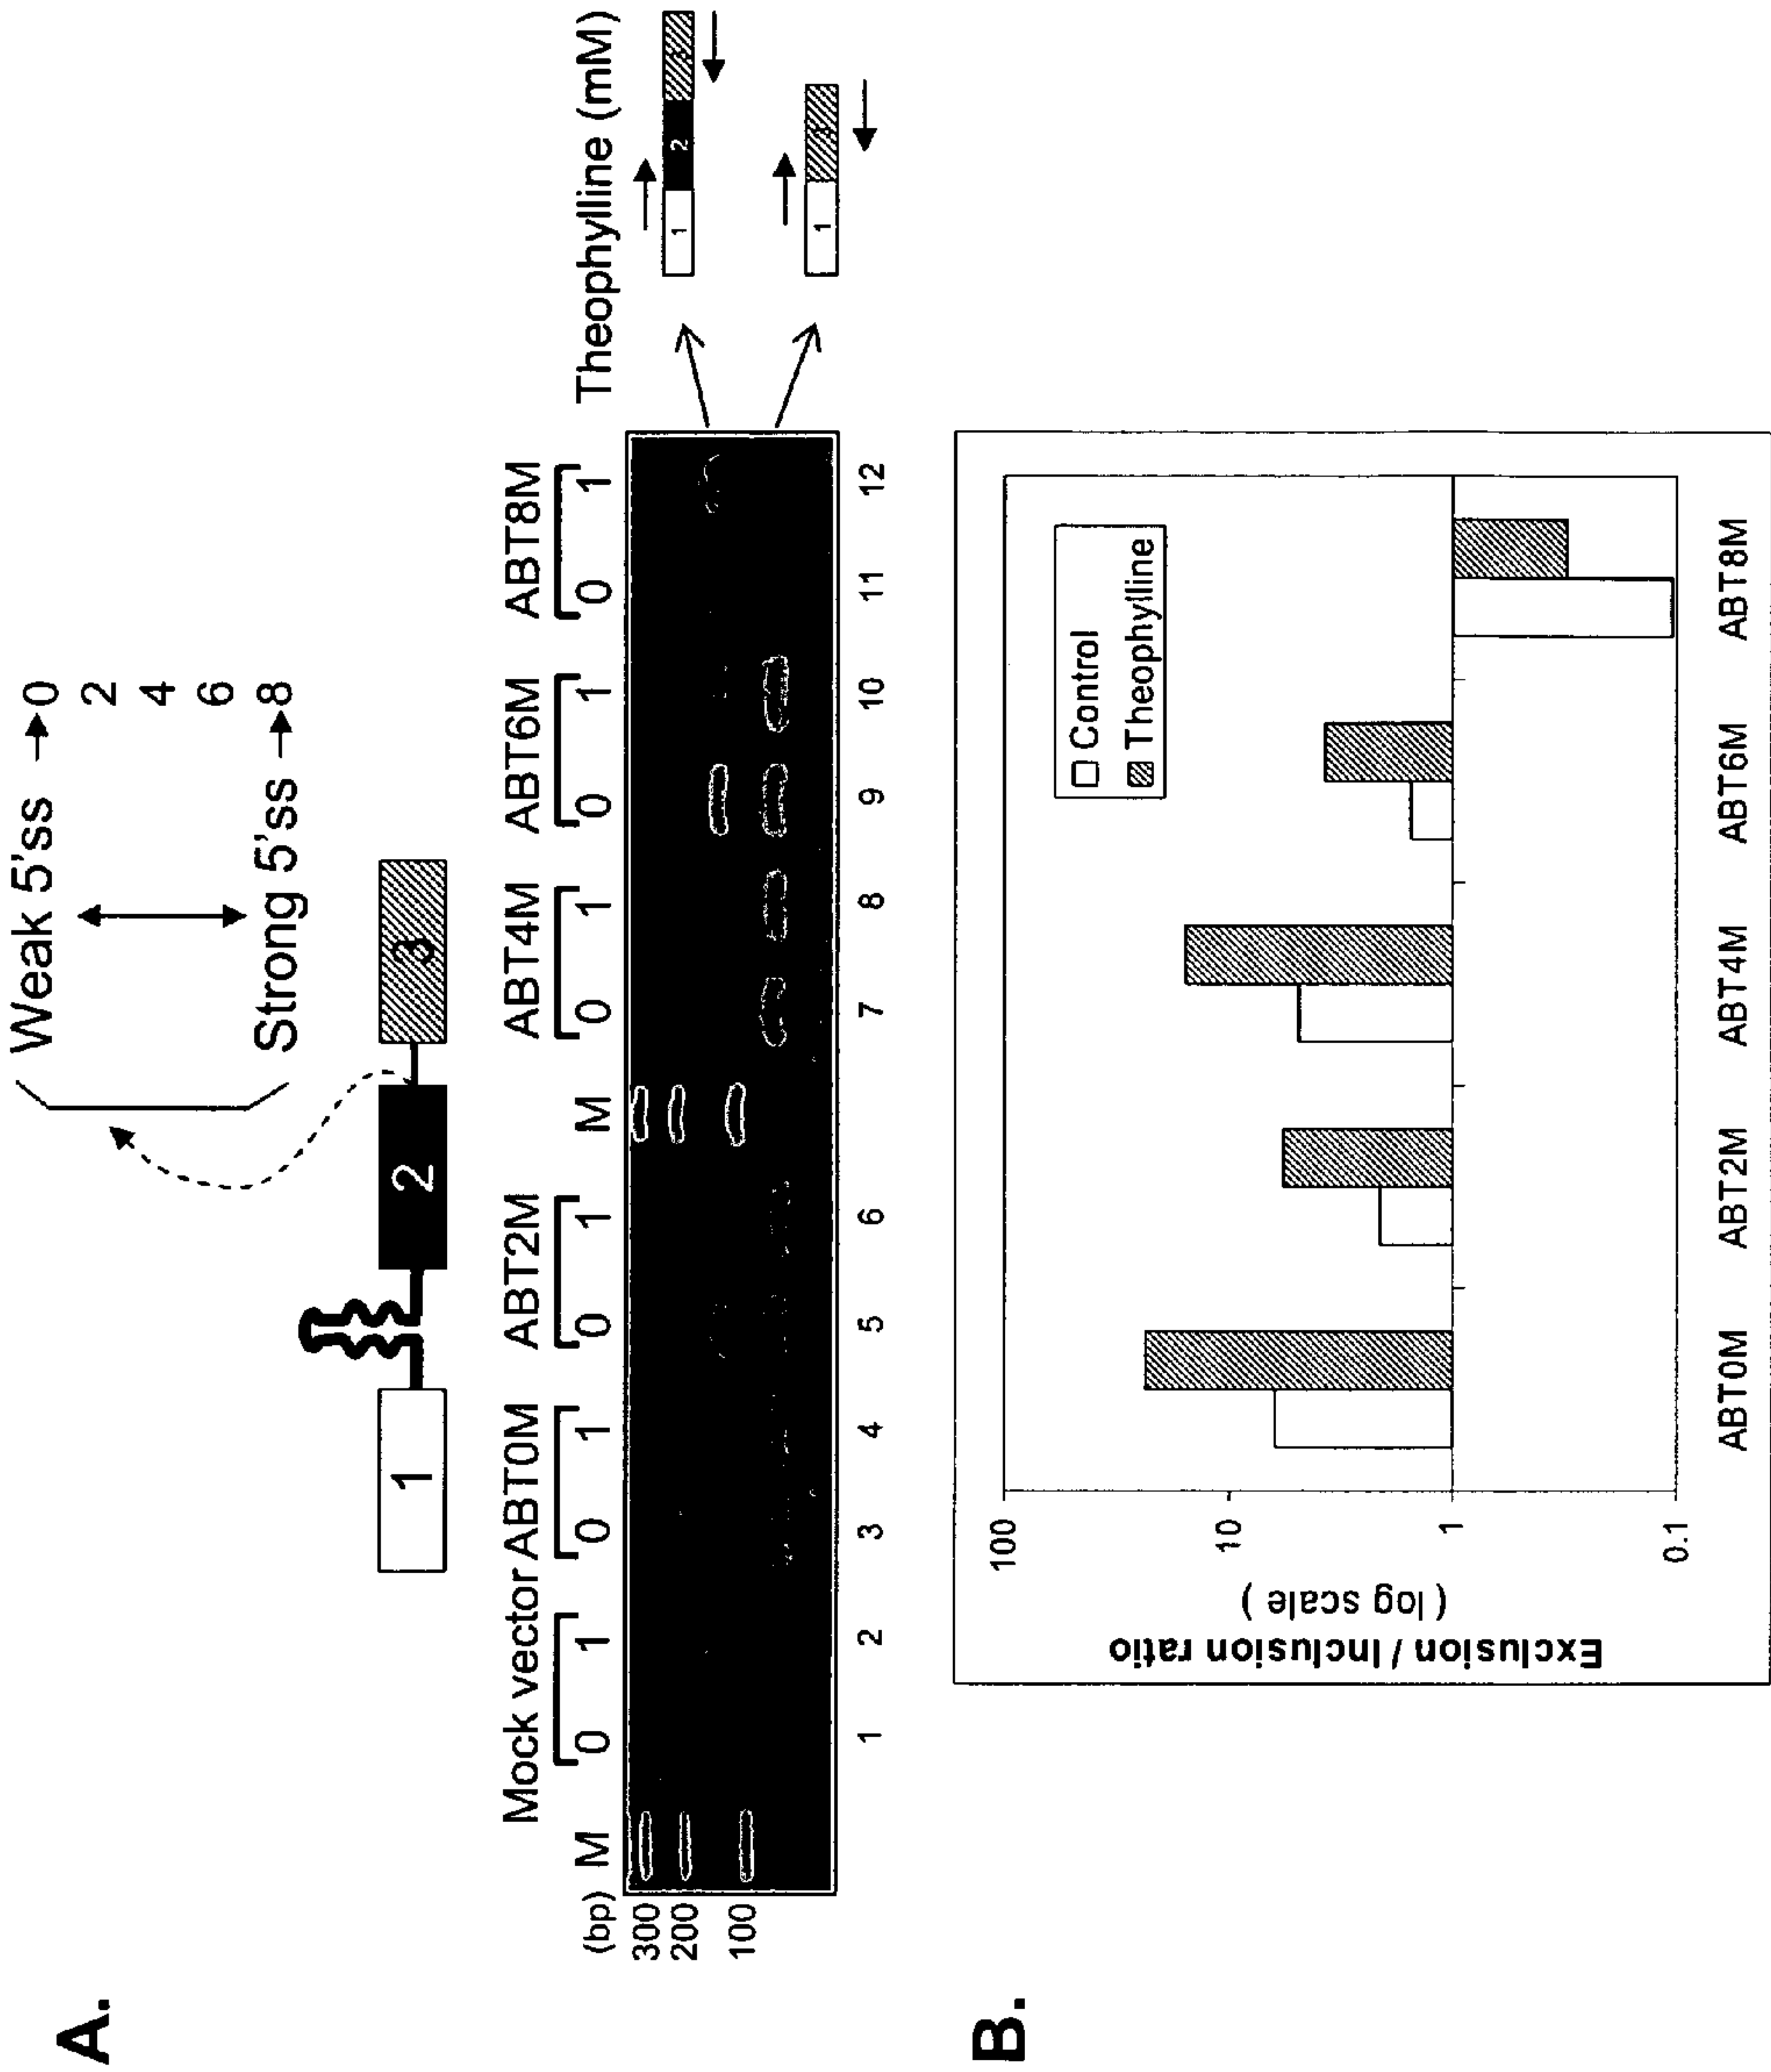 A.
Weak 5'ss → 0
2
4
6
Strong 5'ss → 8
1 2 3
Mock vector ABT0M ABT2M ABT4M ABT6M ABT8M
(bp) M 0 1 0 1 0 1 M 0 1 0 1 0 1 Theophylline (mM)
300
200
100
1 2
1
1 2 3 4 5 6 7 8 9 10 11 12
B.
Exclusion / Inclusion ratio
( log scale )
100
10
1
0.1
Control
Theophylline
ABT0M ABT2M ABT4M ABT6M ABT8M